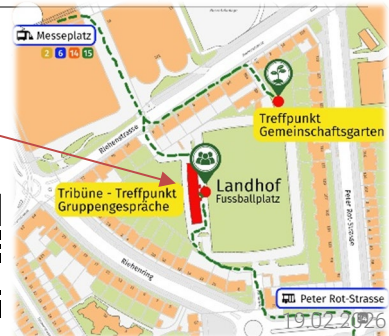 Messeplatz
2 6 14 15
Treffpunkt
Gemeinschaftsgarten
Riehenstrasse
Tribüne - Treffpunkt
Gruppengespräche
Landhof
Fussballplatz
Peter Rot-Strasse
Riehenring
Peter Rot-Strasse
19.02.2026